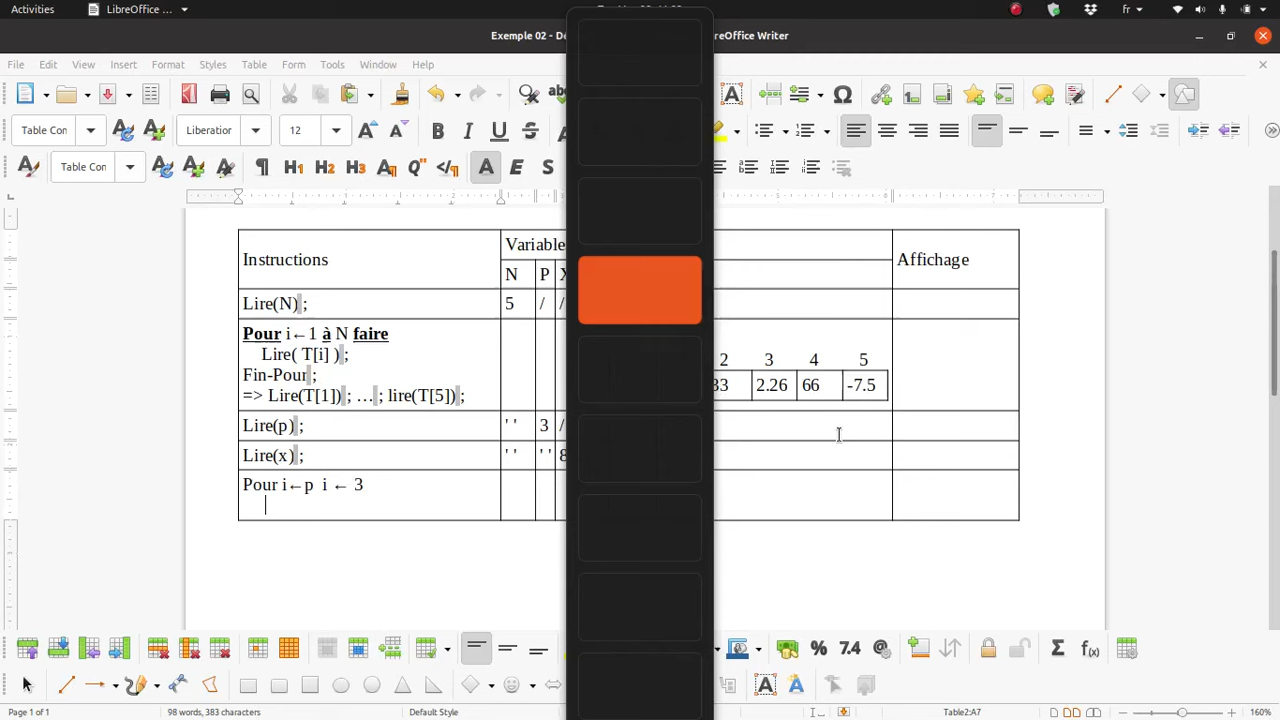 Activities LibreOffice ... fr
Exemple 02 - Dé reOffice Writer
File Edit View Insert Format Styles Table Form Tools Window Help
Table Con Liberation 12
Table Con
Instructions Variable Affichage
N P X
Lire(N) ; 5 / /
Pour i←1 à N faire
Lire( T[i] ) ; 2 3 4 5
Fin-Pour ; 33 2.26 66 -7.5
=> Lire(T[1]) ; … ; lire(T[5]) ;
Lire(p) ; ' ' 3 /
Lire(x) ; ' ' ' ' 8
Pour i←p i ← 3
Page 1 of 1 98 words, 383 characters Default Style Table2:A7 160%